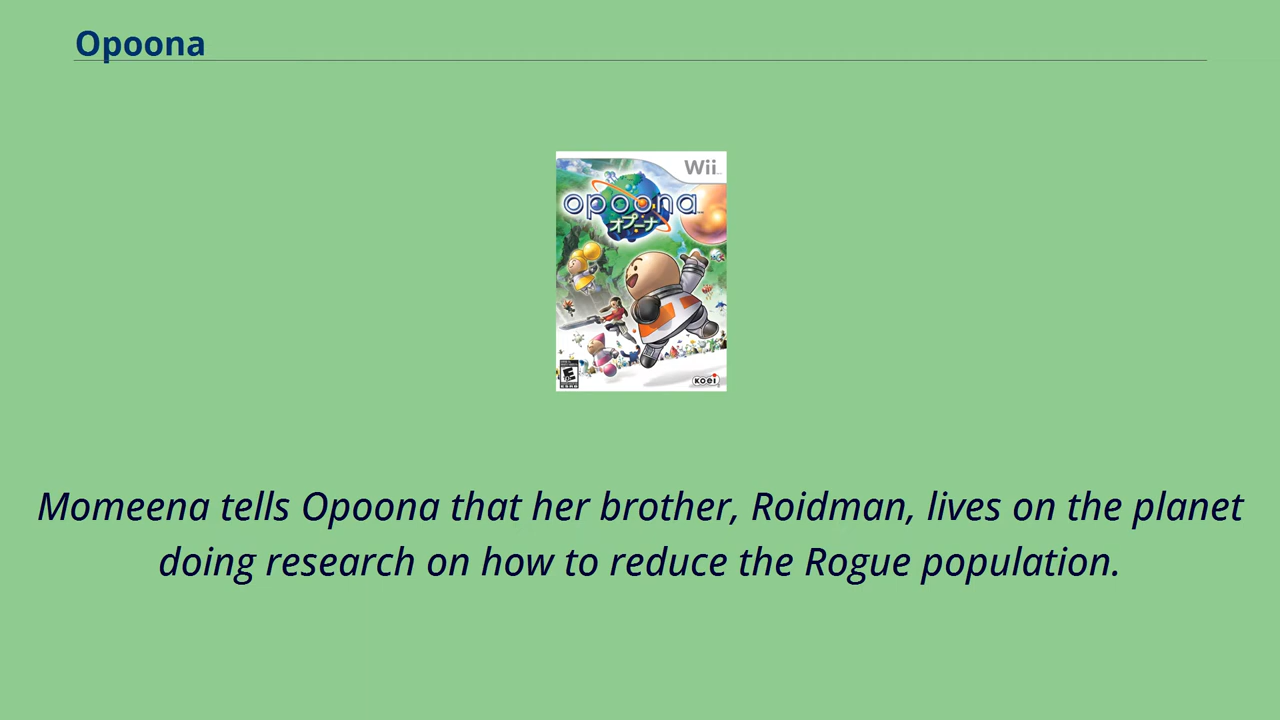 Opoona
Wii
opoona
オプーナ
E
KOEI
Momeena tells Opoona that her brother, Roidman, lives on the planet
doing research on how to reduce the Rogue population.